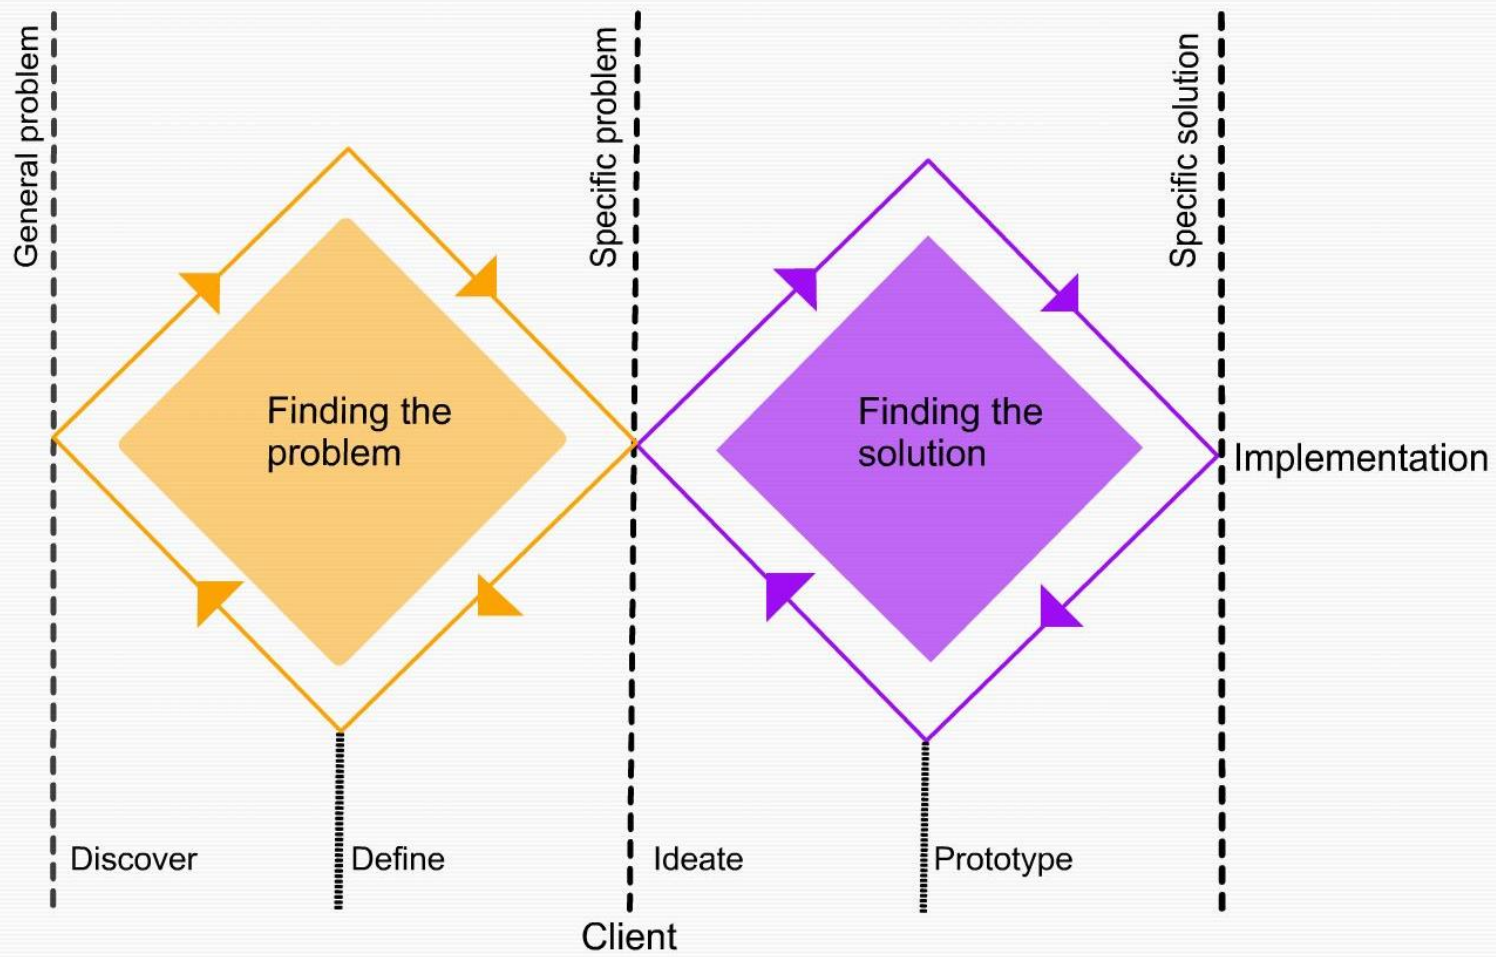 General problem
Specific problem
Specific solution
Finding the
problem
Finding the
solution
Implementation
Discover
Define
Ideate
Prototype
Client